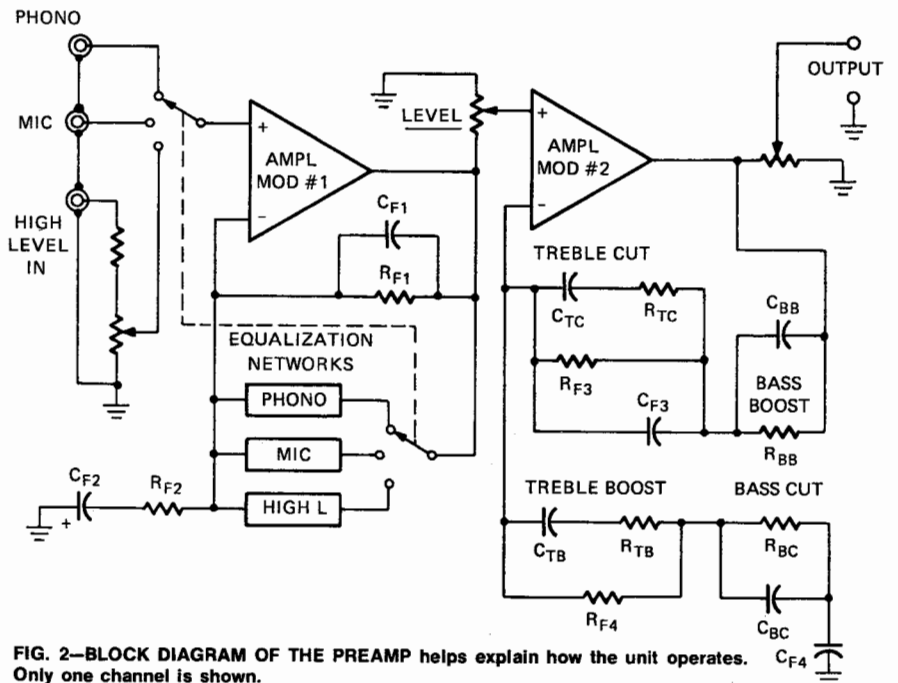 PHONO
MIC
HIGH
LEVEL
IN
AMPL
MOD #1
+
−
LEVEL
AMPL
MOD #2
+
−
OUTPUT
CF1
RF1
EQUALIZATION
NETWORKS
PHONO
MIC
HIGH L
CF2
+
RF2
TREBLE CUT
CTC
RTC
RF3
CF3
CBB
BASS
BOOST
RBB
TREBLE BOOST
CTB
RTB
RF4
BASS CUT
RBC
CBC
CF4
FIG. 2—BLOCK DIAGRAM OF THE PREAMP helps explain how the unit operates.
Only one channel is shown.